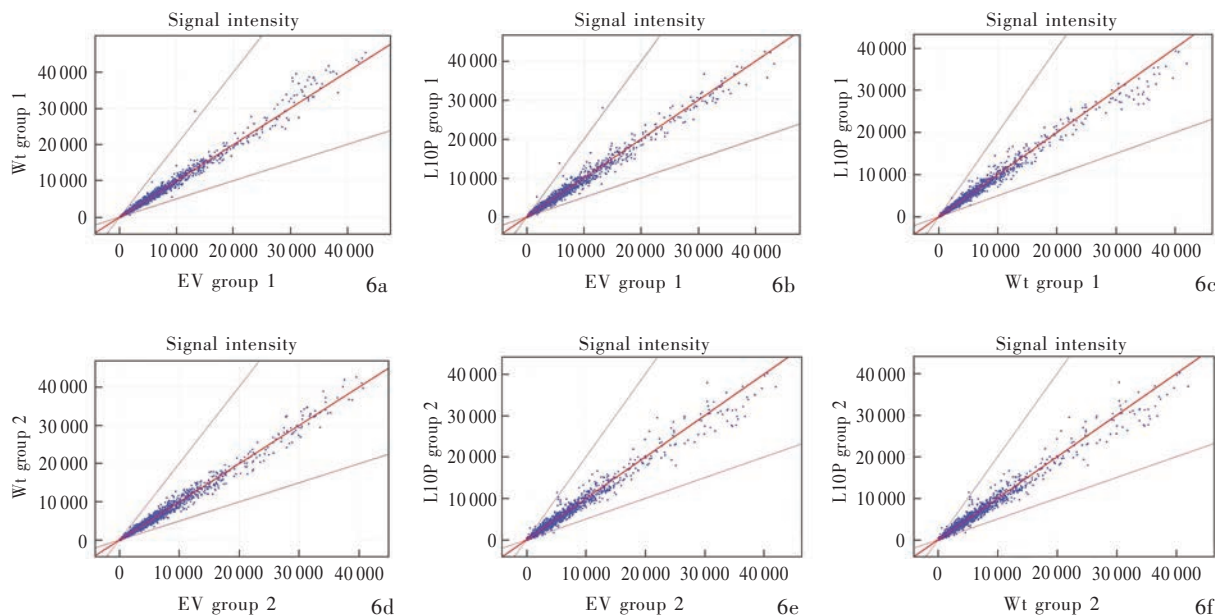 Signal intensity
Wt group 1
40 000
30 000
20 000
10 000
0
0 10 000 20 000 30 000 40 000
EV group 1
6a
Signal intensity
L10P group 1
40 000
30 000
20 000
10 000
0
0 10 000 20 000 30 000 40 000
EV group 1
6b
Signal intensity
L10P group 1
40 000
30 000
20 000
10 000
0
0 10 000 20 000 30 000 40 000
Wt group 1
6c
Signal intensity
Wt group 2
40 000
30 000
20 000
10 000
0
0 10 000 20 000 30 000 40 000
EV group 2
6d
Signal intensity
L10P group 2
40 000
30 000
20 000
10 000
0
0 10 000 20 000 30 000 40 000
EV group 2
6e
Signal intensity
L10P group 2
40 000
30 000
20 000
10 000
0
0 10 000 20 000 30 000 40 000
Wt group 2
6f